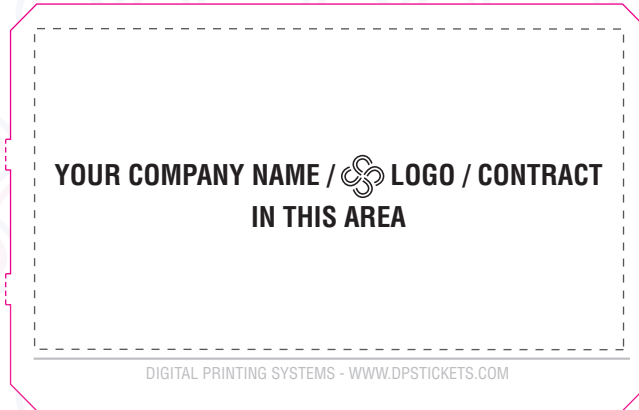 YOUR COMPANY NAME / LOGO / CONTRACT
IN THIS AREA
DIGITAL PRINTING SYSTEMS - WWW.DPSTICKETS.COM